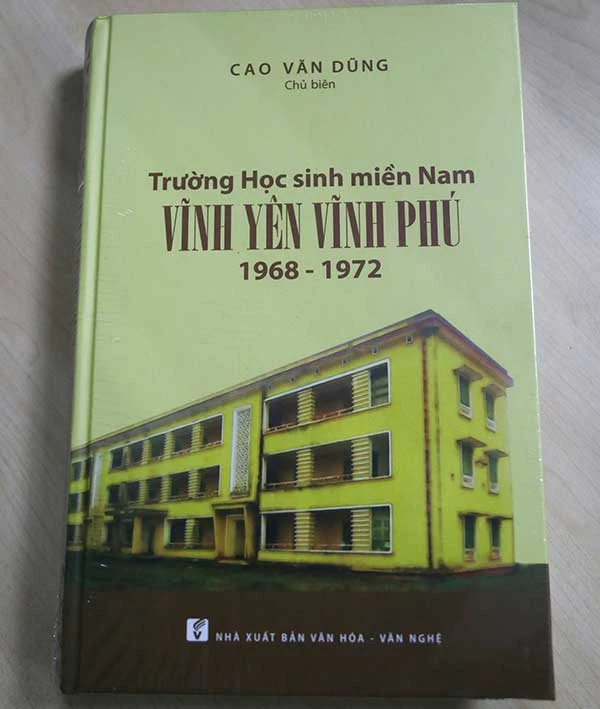 CAO VĂN DŨNG
Chủ biên
Trường Học sinh miền Nam
VĨNH YÊN VĨNH PHÚ
1968 - 1972
NHÀ XUẤT BẢN VĂN HÓA - VĂN NGHỆ